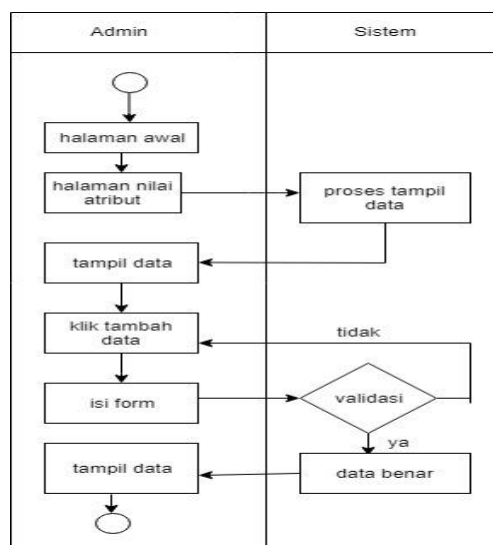 Admin
Sistem
halaman awal
halaman nilai
atribut
proses tampil
data
tampil data
klik tambah
data
tidak
isi form
validasi
ya
tampil data
data benar